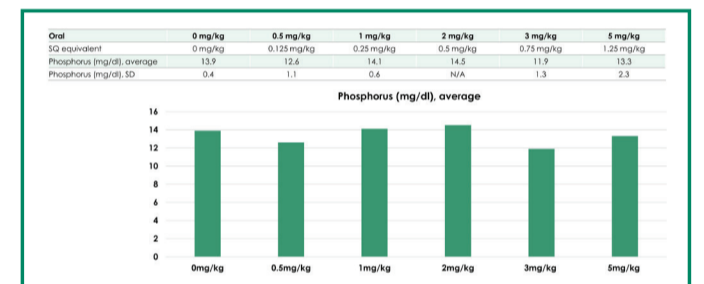 Oral 0 mg/kg 0.5 mg/kg 1 mg/kg 2 mg/kg 3 mg/kg 5 mg/kg
SQ equivalent 0 mg/kg 0.125 mg/kg 0.25 mg/kg 0.5 mg/kg 0.75 mg/kg 1.25 mg/kg
Phosphorus (mg/dl), average 13.9 12.6 14.1 14.5 11.9 13.3
Phosphorus (mg/dl), SD 0.4 1.1 0.6 N/A 1.3 2.3
Phosphorus (mg/dl), average
16
14
12
10
8
6
4
2
0
0mg/kg 0.5mg/kg 1mg/kg 2mg/kg 3mg/kg 5mg/kg